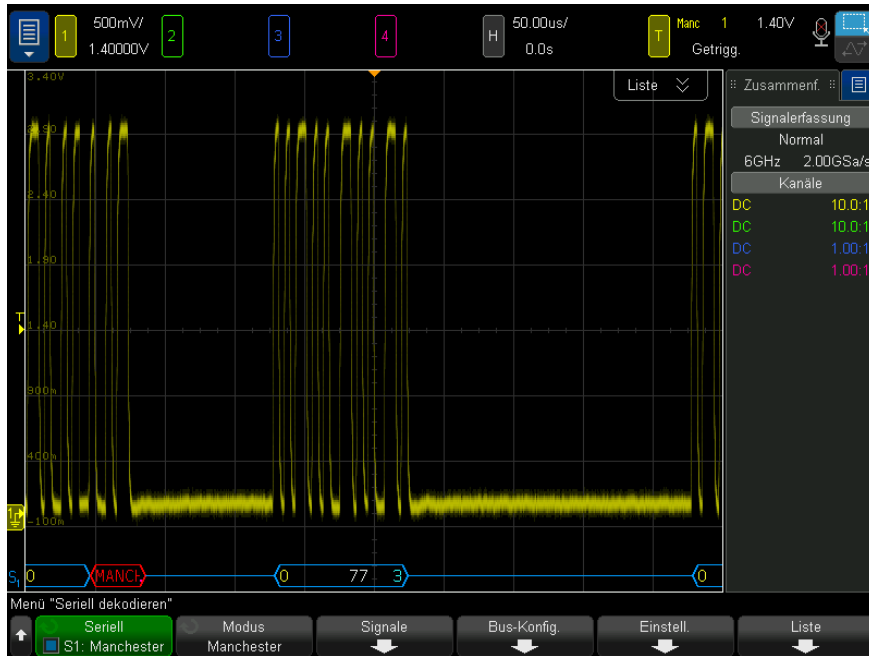 1 500mV/ 1.40000V
2
3
4
H 50.00us/ 0.0s
T Manc 1 1.40V
Getrigg.
3.40V
Liste
Zusammenf.
Signalerfassung
Normal
6GHz 2.00GSa/s
Kanäle
DC 10.0:1
DC 10.0:1
DC 1.00:1
DC 1.00:1
2.90
2.40
1.90
T
1.40
900m
400m
-100m
S1 0 MANCH 0 77 3 0
Menü "Seriell dekodieren"
Seriell
S1: Manchester
Modus
Manchester
Signale
Bus-Konfig.
Einstell.
Liste